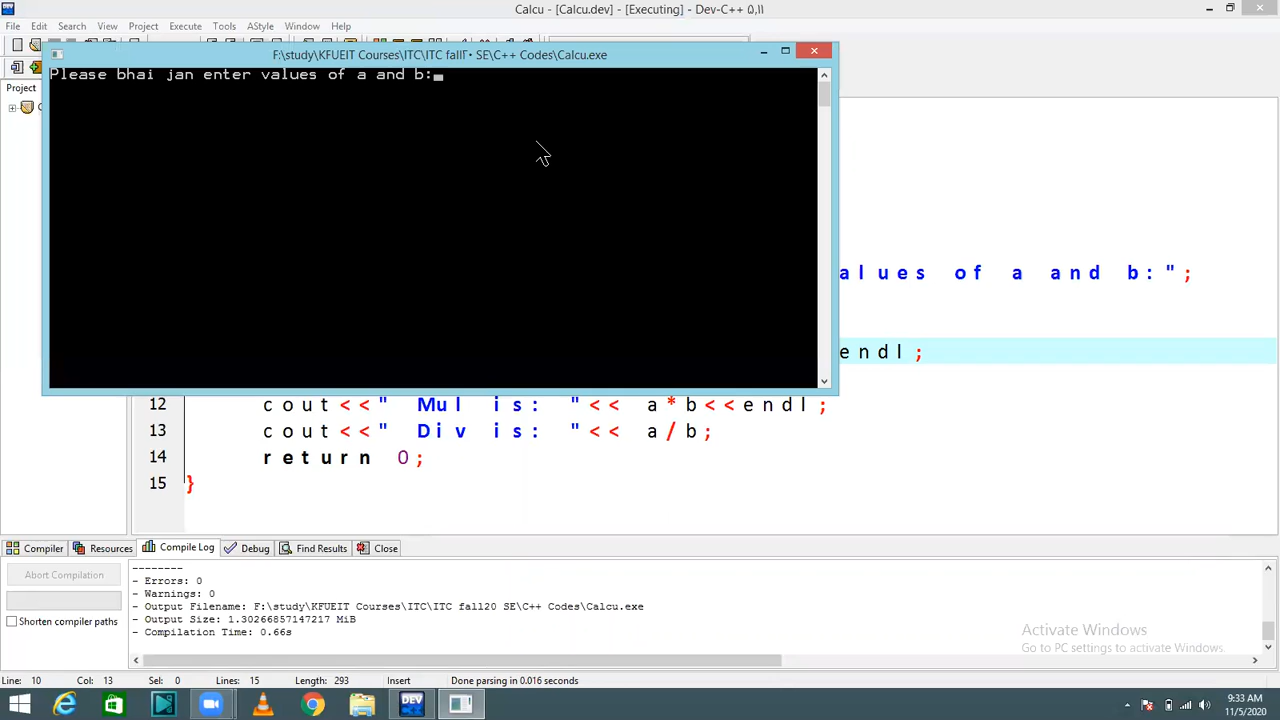 Calcu - [Calcu.dev] - [Executing] - Dev-C++ 
File Edit Search View Project Execute Tools AStyle Window Help
F:\study\KFUEIT Courses\ITC\ITC SE\C++ Codes\Calcu.exe
Please bhai jan enter values of a and b:
Project
alues of a and b:";
endl;
12 cout<<" Mul is: "<< a*b<<endl;
13 cout<<" Div is: "<< a/b;
14 return 0;
15 }
Compiler Resources Compile Log Debug Find Results Close
Abort Compilation
Shorten compiler paths
--------
- Errors: 0
- Warnings: 0
- Output Filename: F:\study\KFUEIT Courses\ITC\ITC fall20 SE\C++ Codes\Calcu.exe
- Output Size: 1.30266857147217 MiB
- Compilation Time: 0.66s
Activate Windows
Go to PC settings to activate Windows.
Line: 10 Col: 13 Sel: 0 Lines: 15 Length: 293 Insert Done parsing in 0.016 seconds
DEV
9:33 AM
11/5/2020